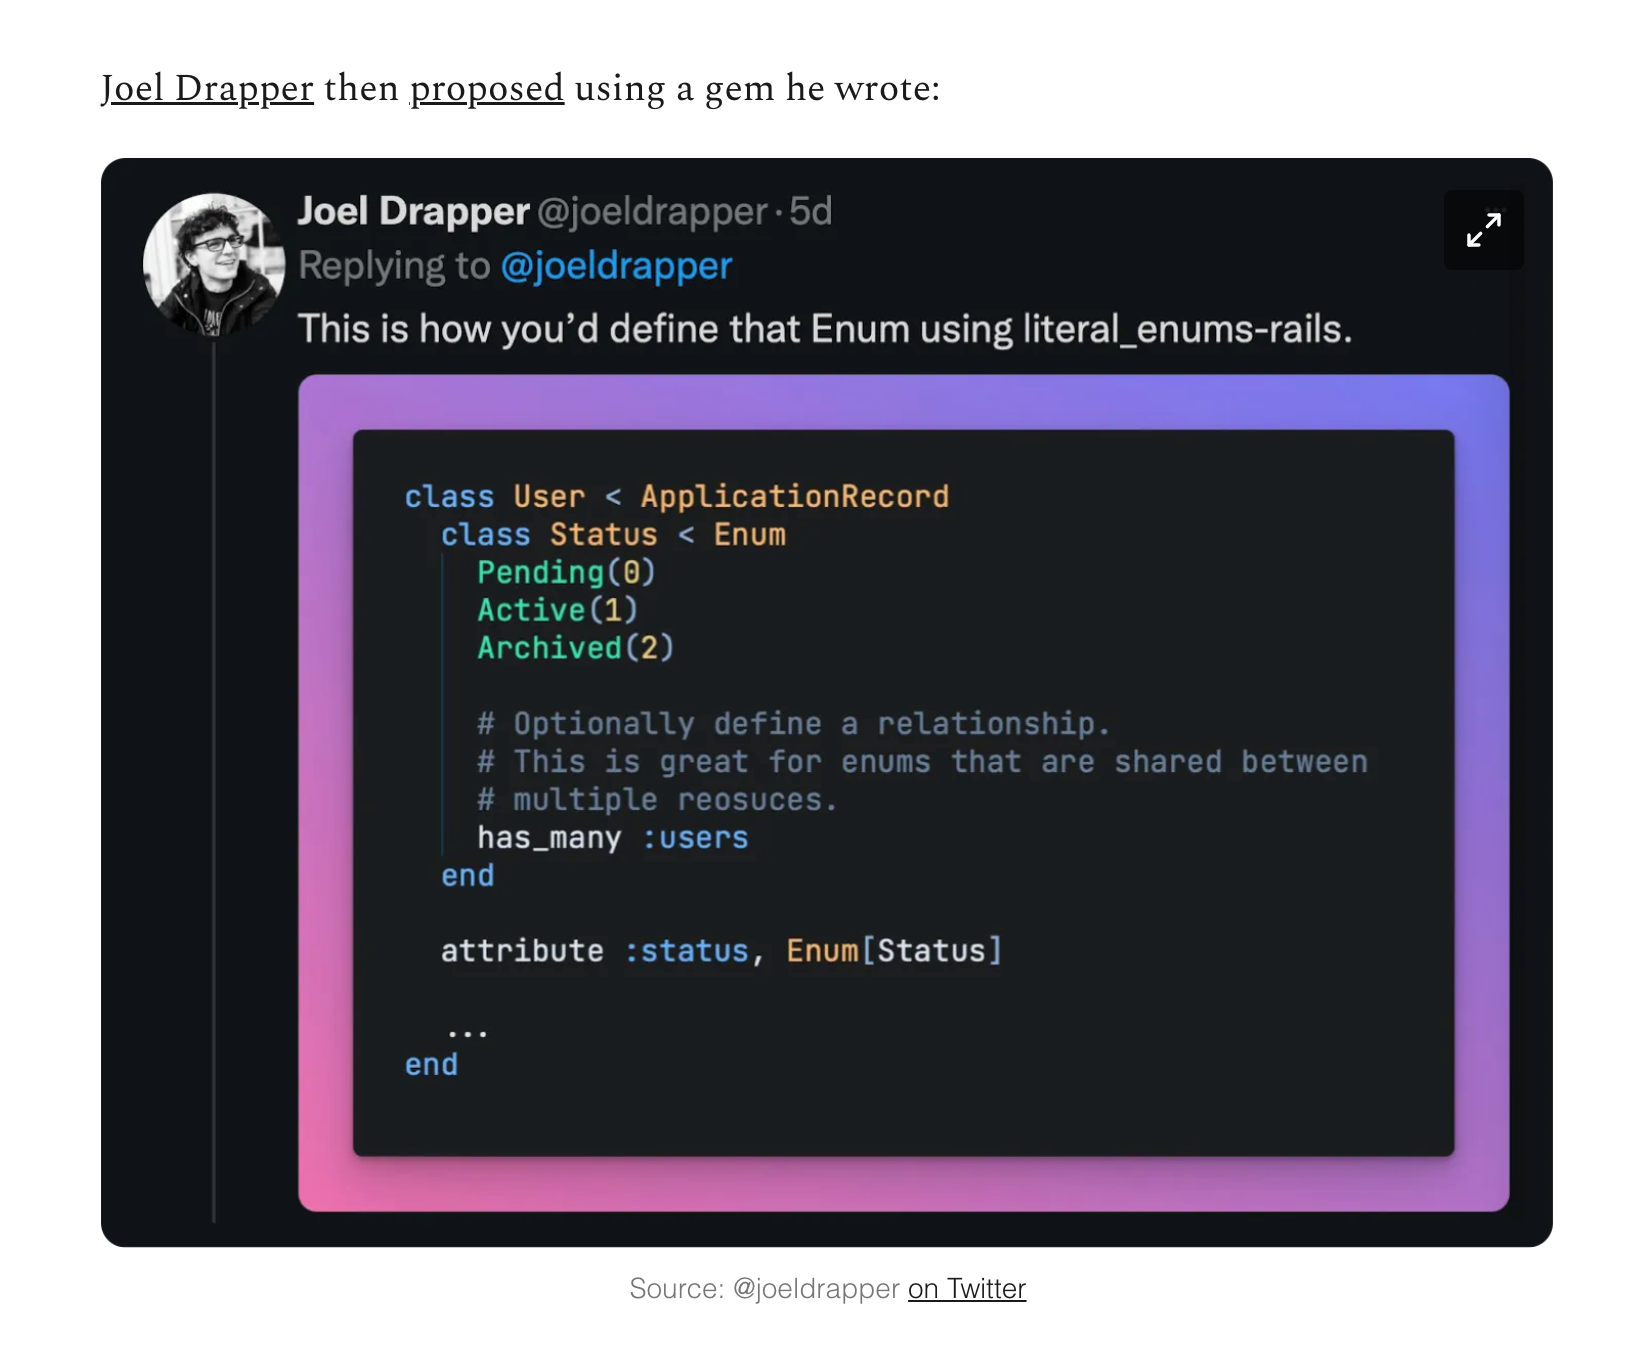 Joel Drapper then proposed using a gem he wrote:
Joel Drapper @joeldrapper · 5d
Replying to @joeldrapper
This is how you’d define that Enum using literal_enums-rails.
class User < ApplicationRecord
class Status < Enum
Pending(0)
Active(1)
Archived(2)
# Optionally define a relationship.
# This is great for enums that are shared between
# multiple reosuces.
has_many :users
end
attribute :status, Enum[Status]
...
end
Source: @joeldrapper on Twitter